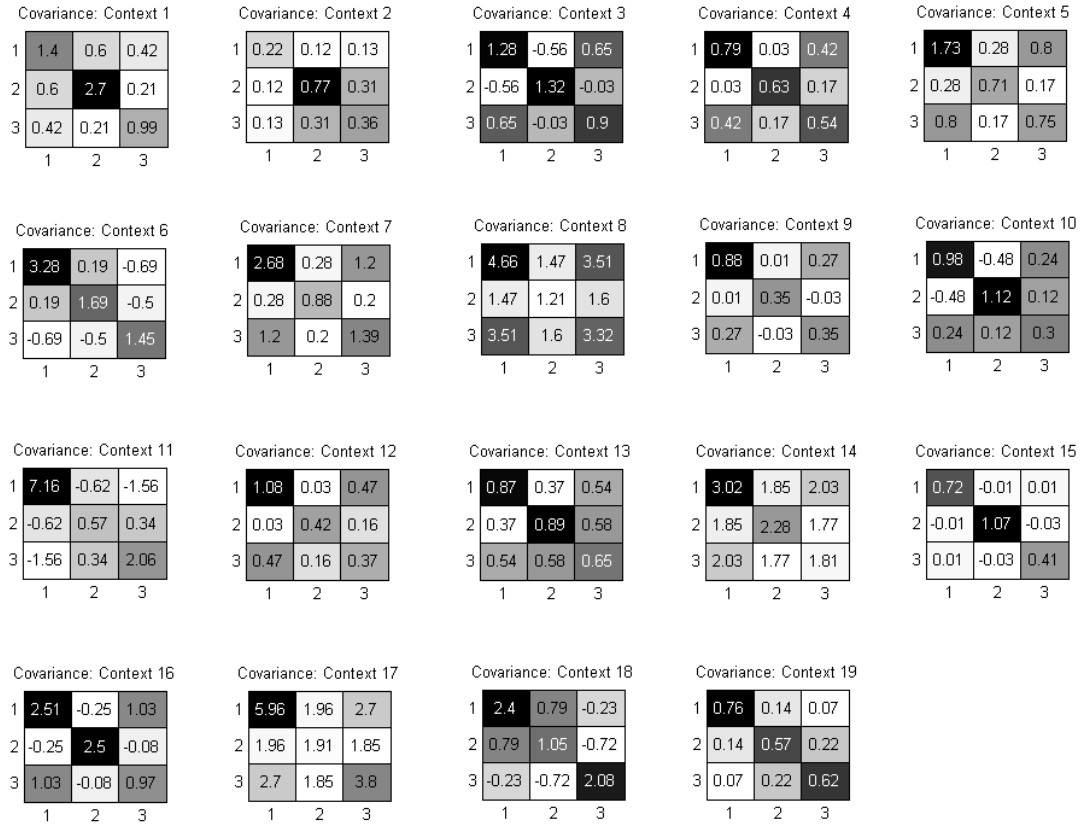 Covariance: Context 1 Covariance: Context 2 Covariance: Context 3 Covariance: Context 4 Covariance: Context 5
1 1.4 0.6 0.42 0.22 0.12 0.13 1 1.28 -0.56 0.65 1 0.79 0.03 0.42 1 1.73 0.28 0.8
2 0.6 2.7 0.21 2 0.12 0.77 0.31 2 -0.56 1.32 -0.03 2 0.03 0.63 0.17 2 0.28 0.71 0.17
3 0.42 0.21 0.99 3 0.13 0.31 0.36 3 0.65 -0.03 0.9 3 0.42 0.17 0.54 3 0.8 0.17 0.75
1 2 3 1 2 3 1 2 3 1 2 3 1 2 3
Covariance: Context 6 Covariance: Context 7 Covariance: Context 8 Covariance: Context 9 Covariance: Context 10
1 3.28 0.19 -0.69 1 2.68 0.28 1.2 1 4.66 1.47 3.51 1 0.88 0.01 0.27 1 0.98 -0.48 0.24
2 0.19 1.69 -0.5 2 0.28 0.88 0.2 2 1.47 1.21 1.6 2 0.01 0.35 -0.03 2 -0.48 1.12 0.12
3 -0.69 -0.5 1.45 3 1.2 0.2 1.39 3 3.51 1.6 3.32 3 0.27 -0.03 0.35 3 0.24 0.12 0.3
1 2 3 1 2 3 1 2 3 1 2 3 1 2 3
Covariance: Context 11 Covariance: Context 12 Covariance: Context 13 Covariance: Context 14 Covariance: Context 15
1 7.16 -0.62 -1.56 1 1.08 0.03 0.47 1 0.87 0.37 0.54 1 3.02 1.85 2.03 1 0.72 -0.01 0.01
2 -0.62 0.57 0.34 2 0.03 0.42 0.16 2 0.37 0.89 0.58 2 1.85 2.28 1.77 2 -0.01 1.07 -0.03
3 -1.56 0.34 2.06 3 0.47 0.16 0.37 3 0.54 0.58 0.65 3 2.03 1.77 1.81 3 0.01 -0.03 0.41
1 2 3 1 2 3 1 2 3 1 2 3 1 2 3
Covariance: Context 16 Covariance: Context 17 Covariance: Context 18 Covariance: Context 19
1 2.51 -0.25 1.03 1 5.96 1.96 2.7 1 2.4 0.79 -0.23 1 0.76 0.14 0.07
2 -0.25 2.5 -0.08 2 1.96 1.91 1.85 2 0.79 1.05 -0.72 2 0.14 0.57 0.22
3 1.03 -0.08 0.97 3 2.7 1.85 3.8 3 -0.23 -0.72 2.08 3 0.07 0.22 0.62
1 2 3 1 2 3 1 2 3 1 2 3